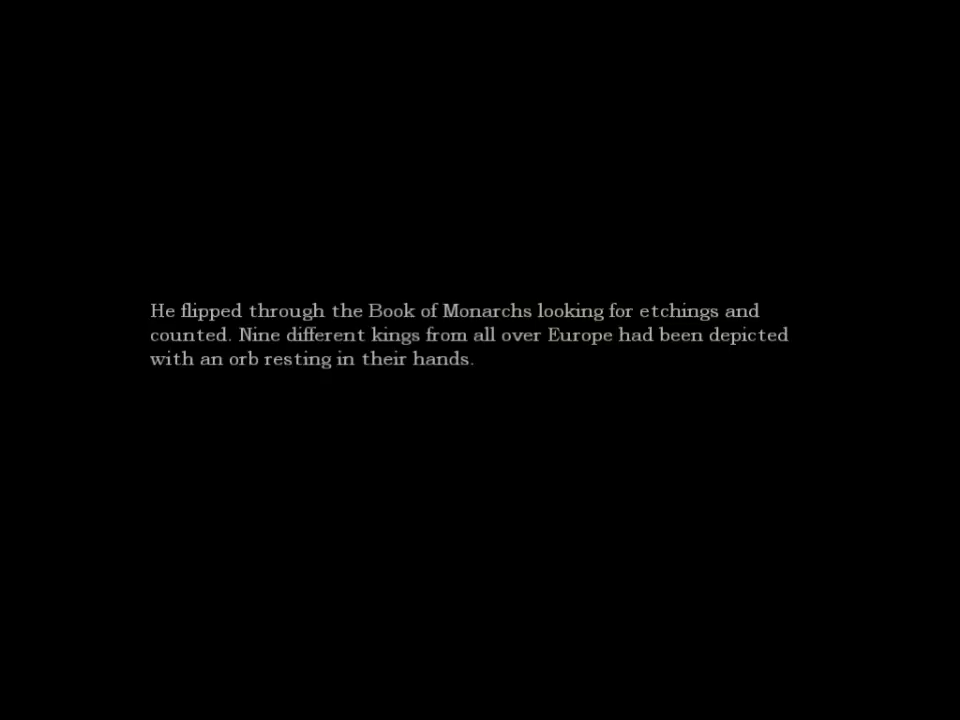 He flipped through the Book of Monarchs looking for etchings and
counted. Nine different kings from all over Europe had been depicted
with an orb resting in their hands.